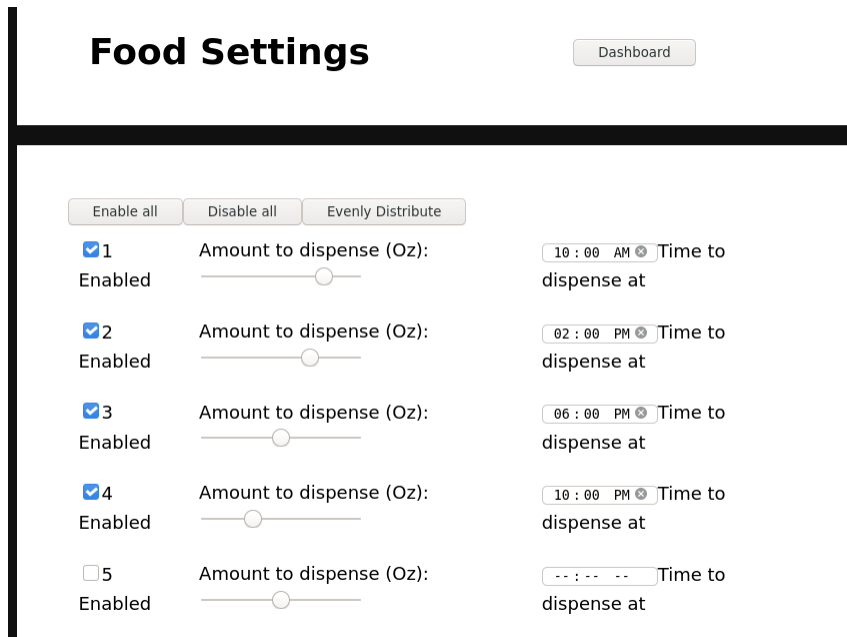 Food Settings
Dashboard
Enable all
Disable all
Evenly Distribute
1 Amount to dispense (Oz): 10:00 AM Time to
Enabled dispense at
2 Amount to dispense (Oz): 02:00 PM Time to
Enabled dispense at
3 Amount to dispense (Oz): 06:00 PM Time to
Enabled dispense at
4 Amount to dispense (Oz): 10:00 PM Time to
Enabled dispense at
5 Amount to dispense (Oz): --:-- -- Time to
Enabled dispense at